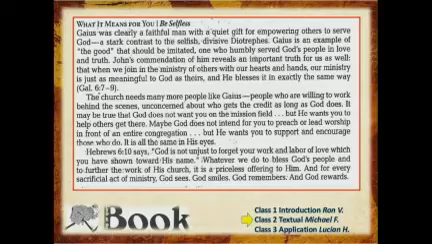 WHAT IT MEANS FOR YOU | Be Selfless
Gaius was clearly a faithful man with a quiet gift for empowering others to serve
God—a stark contrast to the selfish, divisive Diotrephes. Gaius is an example of
"the good" that should be imitated, one who humbly served God's people in love
and truth. John's commendation of him reveals an important truth for us as well:
that when we join in the ministry of others with our hearts and hands, our ministry
is just as meaningful to God as theirs, and He blesses it in exactly the same way
(Gal. 6:7–9).
The church needs many more people like Gaius—people who are willing to work
behind the scenes, unconcerned about who gets the credit as long as God does. It
may be true that God does not want you on the mission field . . . but He wants you to
help others get there. Maybe God does not intend for you to preach or lead worship
in front of an entire congregation . . . but He wants you to support and encourage
those who do. It is all the same in His eyes.
Hebrews 6:10 says, "God is not unjust to forget your work and labor of love which
you have shown toward His name." Whatever we do to bless God's people and
to further the work of His church, it is a priceless offering to Him. And for every
sacrificial act of ministry, God sees. God smiles. God remembers. And God rewards.
Book
Class 1 Introduction Ron V.
Class 2 Textual Michael F.
Class 3 Application Lucian H.